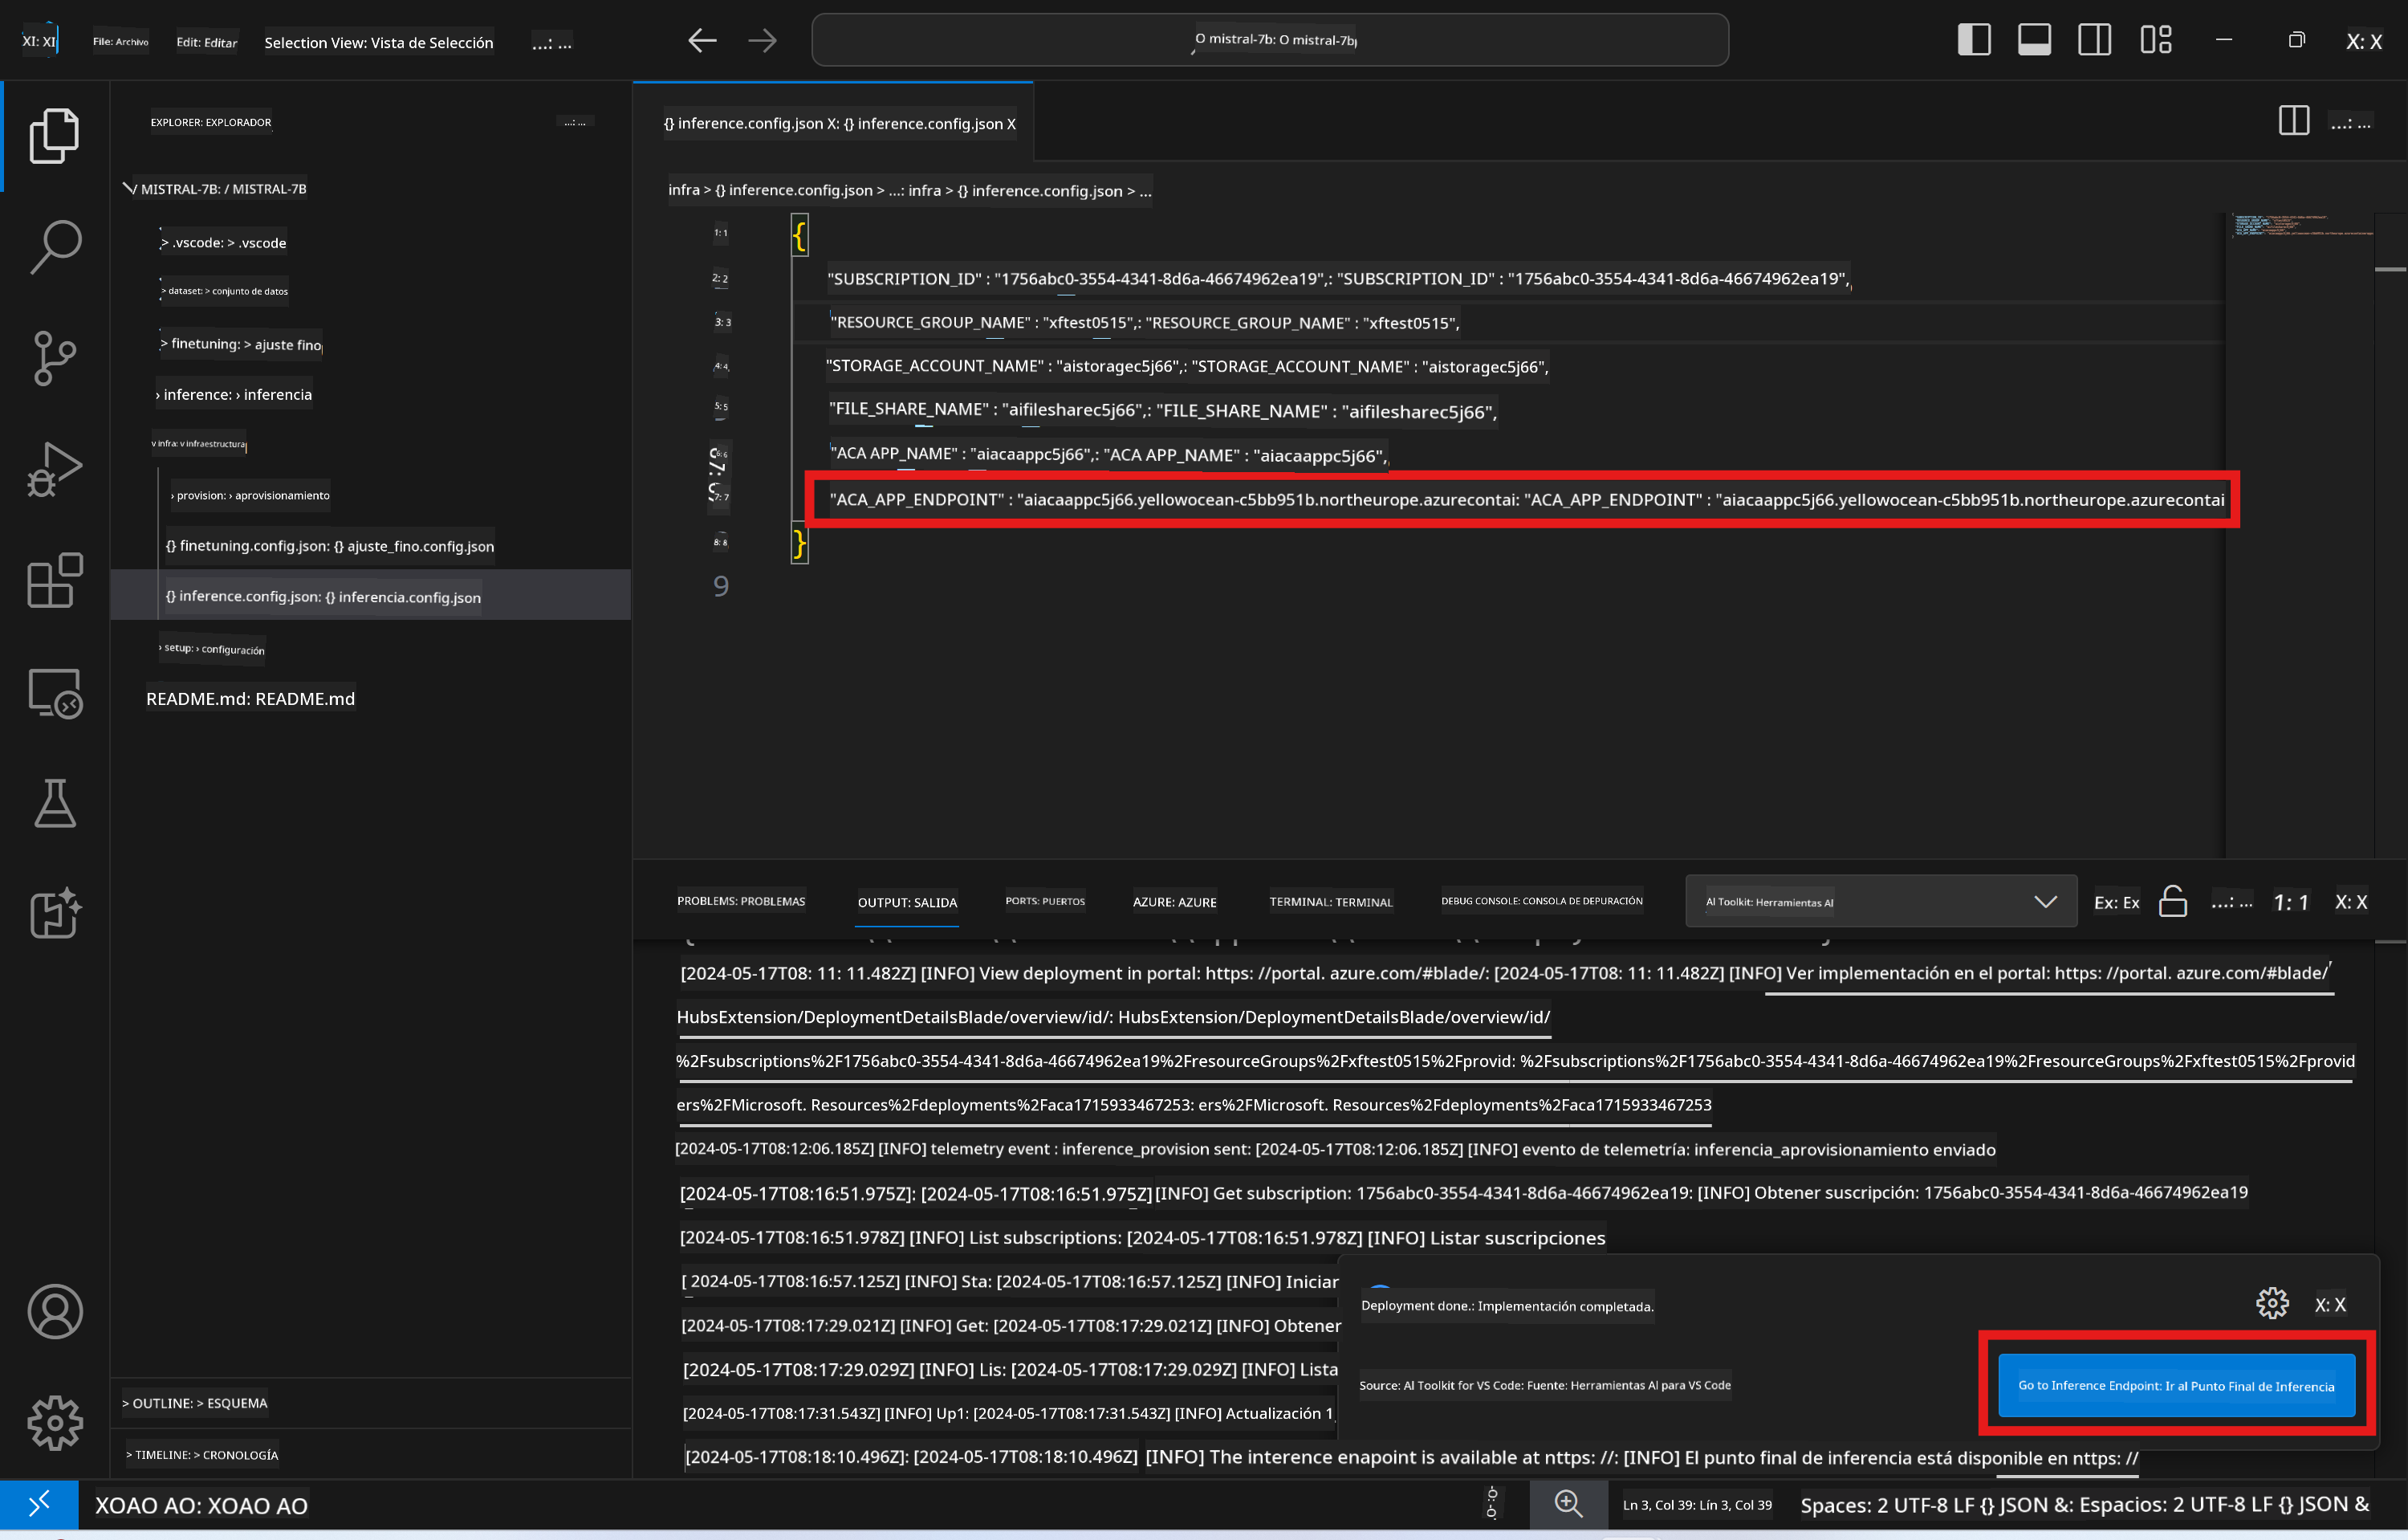 XI: XI File: Archivo Edit: Editar Selection View: Vista de Selección ...: ... O mistral-7b: O mistral-7b X: X
EXPLORER: EXPLORADOR ...: ...
/ MISTRAL-7B: / MISTRAL-7B
> .vscode: > .vscode
> dataset: > conjunto de datos
> finetuning: > ajuste fino
› inference: › inferencia
v infra: v infraestructura
› provision: › aprovisionamiento
{} finetuning.config.json: {} ajuste_fino.config.json
{} inference.config.json: {} inferencia.config.json
› setup: › configuración
README.md: README.md
> OUTLINE: > ESQUEMA
> TIMELINE: > CRONOLOGÍA
{} inference.config.json X: {} inference.config.json X ...: ...
infra > {} inference.config.json > ...: infra > {} inference.config.json > ...
1: 1 {
2: 2 "SUBSCRIPTION_ID" : "1756abc0-3554-4341-8d6a-46674962ea19",: "SUBSCRIPTION_ID" : "1756abc0-3554-4341-8d6a-46674962ea19",
3: 3 "RESOURCE_GROUP_NAME" : "xftest0515",: "RESOURCE_GROUP_NAME" : "xftest0515",
4: 4 "STORAGE_ACCOUNT_NAME" : "aistoragec5j66",: "STORAGE_ACCOUNT_NAME" : "aistoragec5j66",
5: 5 "FILE_SHARE_NAME" : "aifilesharec5j66",: "FILE_SHARE_NAME" : "aifilesharec5j66",
6: 6 "ACA APP_NAME" : "aiacaappc5j66",: "ACA APP_NAME" : "aiacaappc5j66",
7: 7 "ACA_APP_ENDPOINT" : "aiacaappc5j66.yellowocean-c5bb951b.northeurope.azurecontai: "ACA_APP_ENDPOINT" : "aiacaappc5j66.yellowocean-c5bb951b.northeurope.azurecontai
8: 8 }
9
PROBLEMS: PROBLEMAS OUTPUT: SALIDA PORTS: PUERTOS AZURE: AZURE TERMINAL: TERMINAL DEBUG CONSOLE: CONSOLA DE DEPURACIÓN AI Toolkit: Herramientas AI Ex: Ex ...: ... 1: 1 X: X
[2024-05-17T08: 11: 11.482Z] [INFO] View deployment in portal: https: //portal. azure.com/#blade/: [2024-05-17T08: 11: 11.482Z] [INFO] Ver implementación en el portal: https: //portal. azure.com/#blade/
HubsExtension/DeploymentDetailsBlade/overview/id/: HubsExtension/DeploymentDetailsBlade/overview/id/
%2Fsubscriptions%2F1756abc0-3554-4341-8d6a-46674962ea19%2FresourceGroups%2Fxftest0515%2Fprovid: %2Fsubscriptions%2F1756abc0-3554-4341-8d6a-46674962ea19%2FresourceGroups%2Fxftest0515%2Fprovid
ers%2FMicrosoft. Resources%2Fdeployments%2Faca1715933467253: ers%2FMicrosoft. Resources%2Fdeployments%2Faca1715933467253
[2024-05-17T08:12:06.185Z] [INFO] telemetry event : inference_provision sent: [2024-05-17T08:12:06.185Z] [INFO] evento de telemetría: inferencia_aprovisionamiento enviado
[2024-05-17T08:16:51.975Z]: [2024-05-17T08:16:51.975Z] [INFO] Get subscription: 1756abc0-3554-4341-8d6a-46674962ea19: [INFO] Obtener suscripción: 1756abc0-3554-4341-8d6a-46674962ea19
[2024-05-17T08:16:51.978Z] [INFO] List subscriptions: [2024-05-17T08:16:51.978Z] [INFO] Listar suscripciones
[ 2024-05-17T08:16:57.125Z] [INFO] Sta: [2024-05-17T08:16:57.125Z] [INFO] Iniciar
[2024-05-17T08:17:29.021Z] [INFO] Get: [2024-05-17T08:17:29.021Z] [INFO] Obtener
[2024-05-17T08:17:29.029Z] [INFO] Lis: [2024-05-17T08:17:29.029Z] [INFO] Lista
[2024-05-17T08:17:31.543Z] [INFO] Up1: [2024-05-17T08:17:31.543Z] [INFO] Actualización 1
[2024-05-17T08:18:10.496Z]: [2024-05-17T08:18:10.496Z] [INFO] The interence enapoint is available at nttps: //: [INFO] El punto final de inferencia está disponible en nttps: //
Deployment done.: Implementación completada. X: X
Source: AI Toolkit for VS Code: Fuente: Herramientas AI para VS Code
Go to Inference Endpoint: Ir al Punto Final de Inferencia
XOAO AO: XOAO AO Ln 3, Col 39: Lín 3, Col 39 Spaces: 2 UTF-8 LF {} JSON &: Espacios: 2 UTF-8 LF {} JSON &